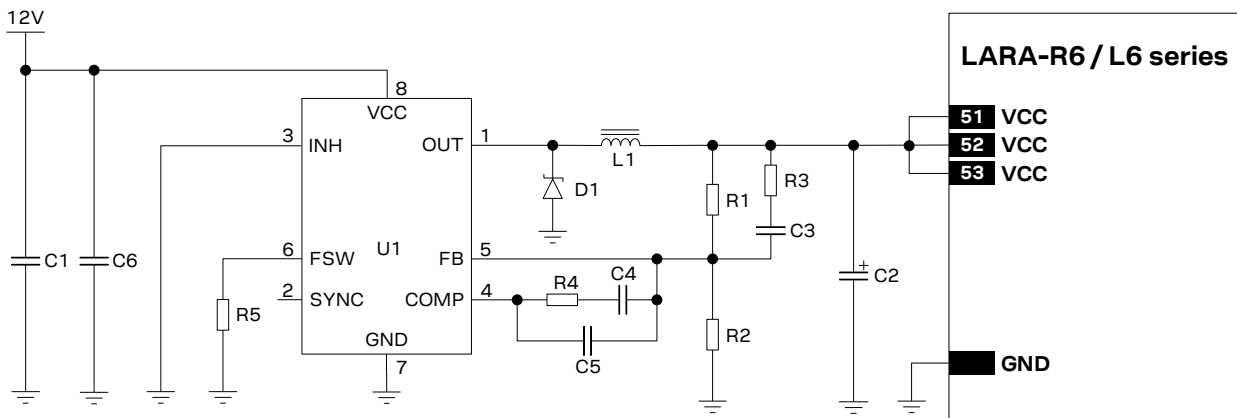 12V
LARA-R6 / L6 series
8
VCC
51 VCC
3 INH
OUT 1
52 VCC
L1
53 VCC
R3
D1
R1
C3
U1
6 FSW
FB 5
C1
C6
C4
C2
2 SYNC
COMP 4
R4
R5
R2
GND
C5
7
GND